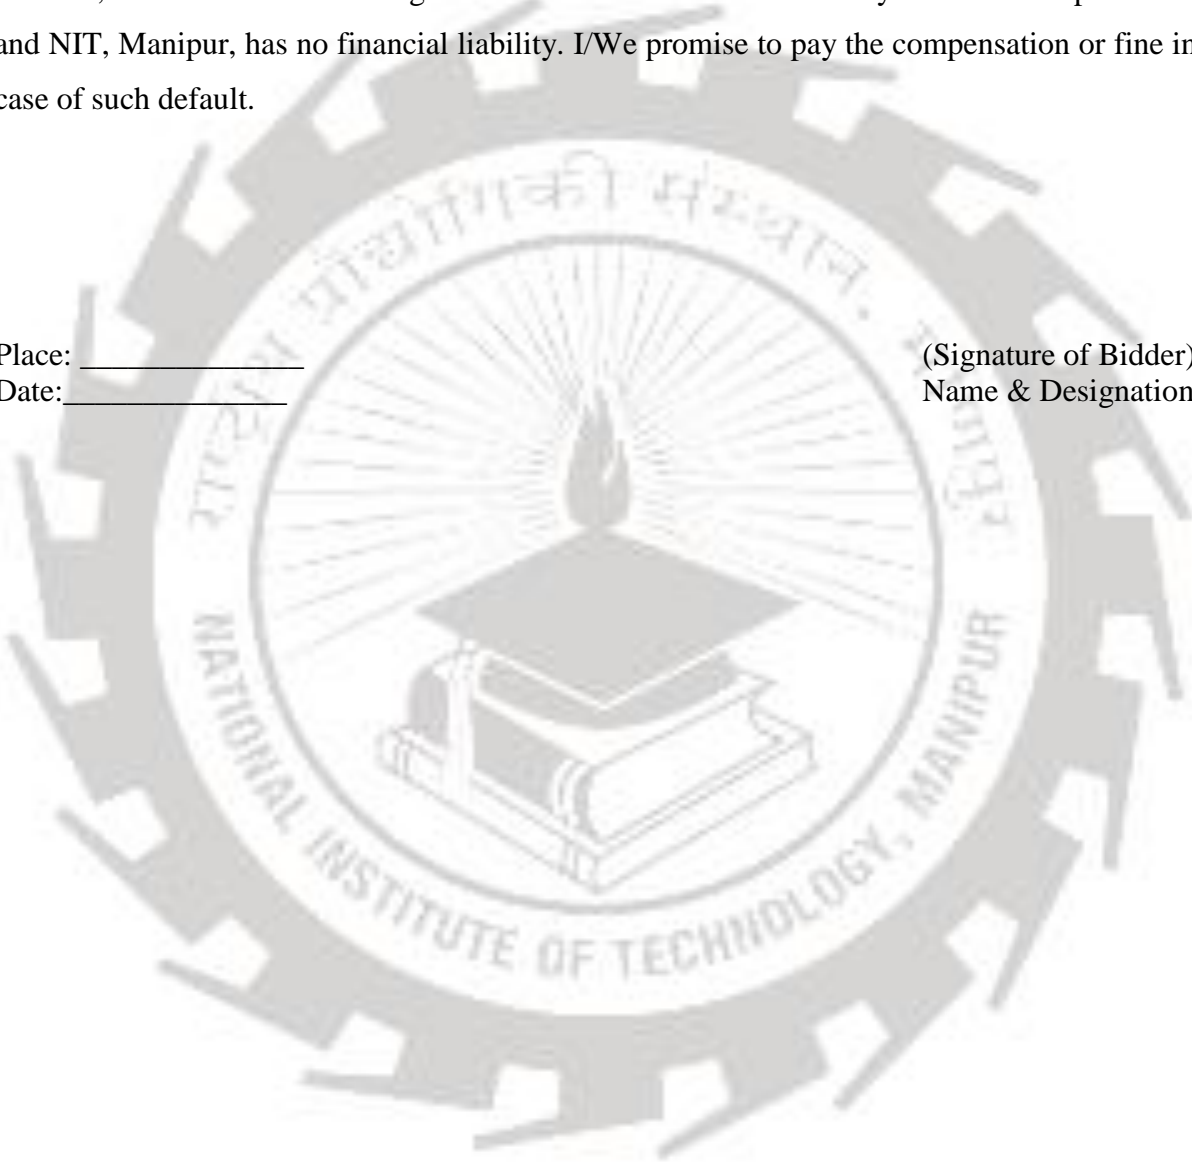 and NIT, Manipur, has no financial liability. I/We promise to pay the compensation or fine in
case of such default.
Place: ______________
(Signature of Bidder)
Date:______________
Name & Designation
राष्ट्रीय प्रौद्योगिकी संस्थान, मणिपुर
NATIONAL INSTITUTE OF TECHNOLOGY, MANIPUR